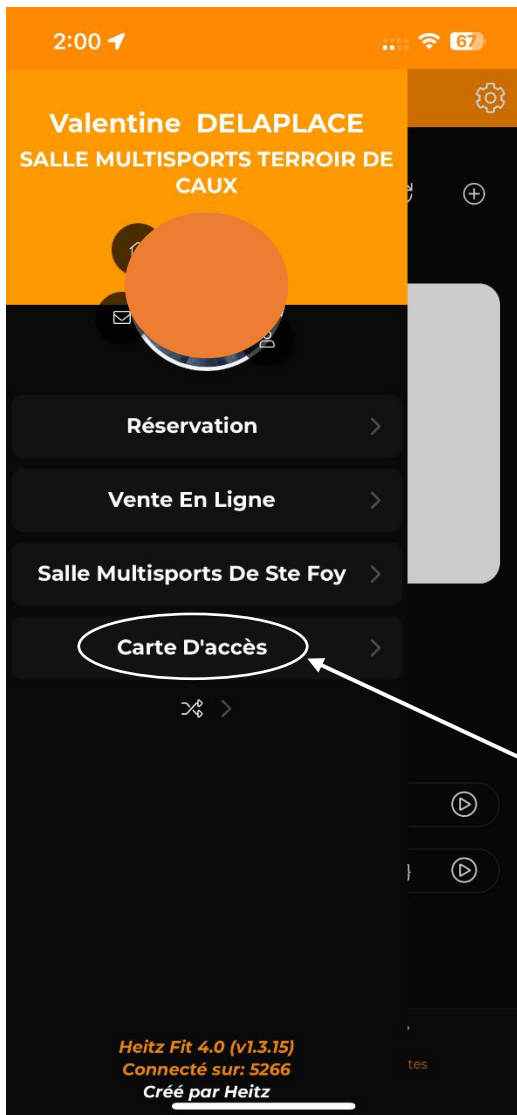 2:00
67
Valentine DELAPLACE
SALLE MULTISPORTS TERROIR DE
CAUX
Réservation
Vente En Ligne
Salle Multisports De Ste Foy
Carte D'accès
}
Heitz Fit 4.0 (v1.3.15)
Connecté sur: 5266
tes
Créé par Heitz